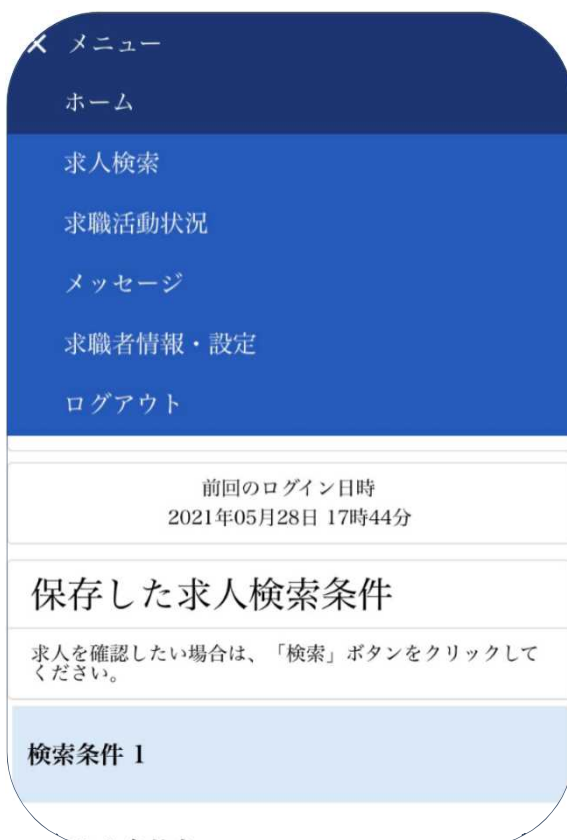 メニュー
ホーム
求人検索
求職活動状況
メッセージ
求職者情報・設定
ログアウト
前回のログイン日時
2021年05月28日 17時44分
保存した求人検索条件
求人を確認したい場合は、「検索」ボタンをクリックして
ください。
検索条件 1